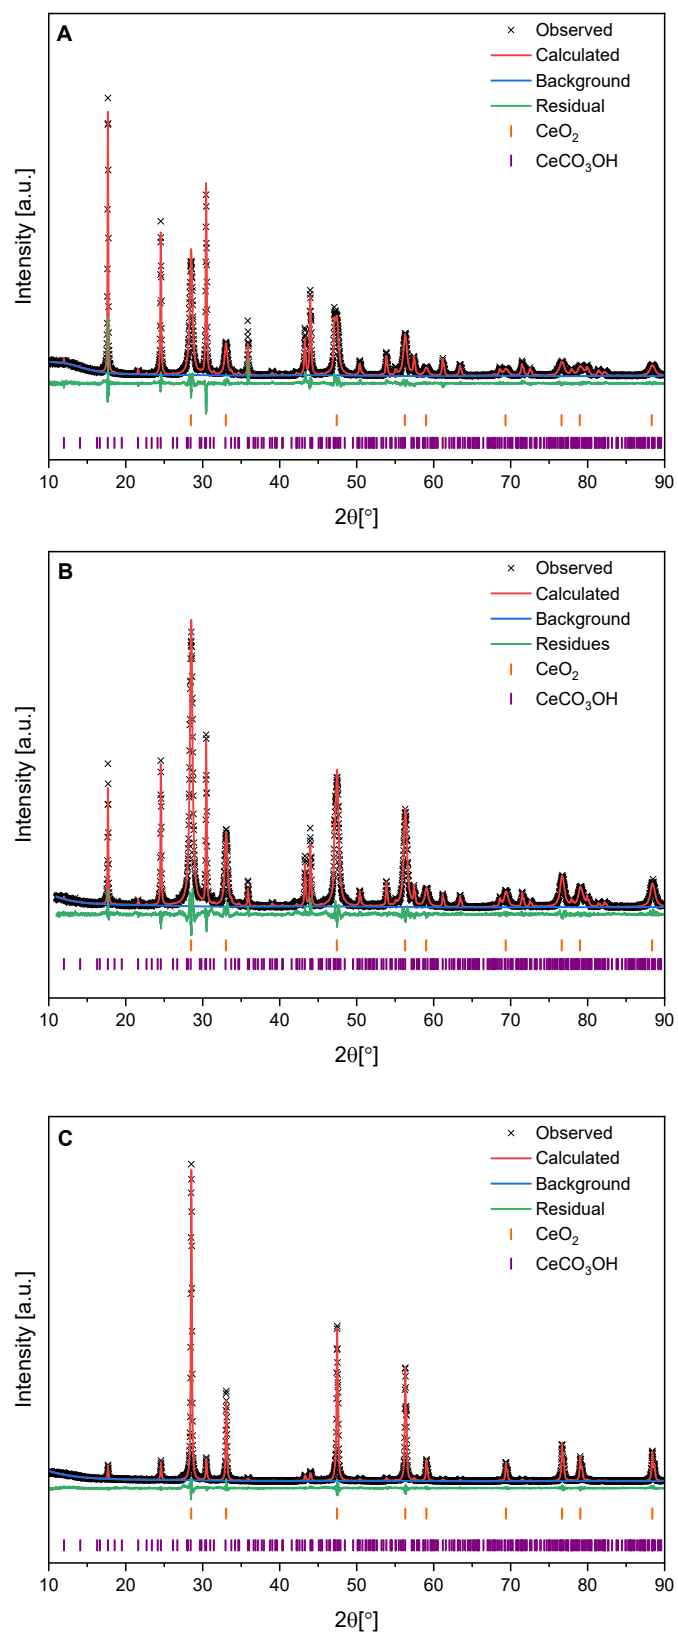 A
Observed
Calculated
Background
Residual
CeO₂
CeCO₃OH
Intensity [a.u.]
10 20 30 40 50 60 70 80 90
2θ[°]
B
Observed
Calculated
Background
Residues
CeO₂
CeCO₃OH
Intensity [a.u.]
10 20 30 40 50 60 70 80 90
2θ[°]
C
Observed
Calculated
Background
Residual
CeO₂
CeCO₃OH
Intensity [a.u.]
10 20 30 40 50 60 70 80 90
2θ[°]